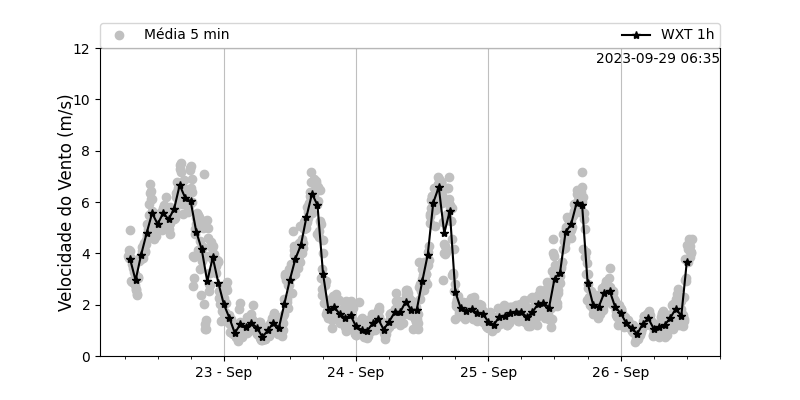 Média 5 min
WXT 1h
2023-09-29 06:35
Velocidade do Vento (m/s)
12
10
8
6
4
2
0
23 - Sep
24 - Sep
25 - Sep
26 - Sep